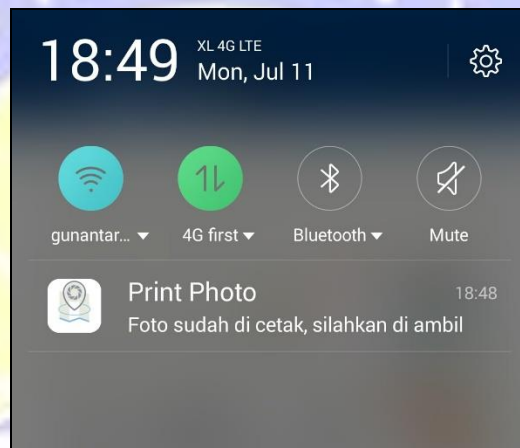 18:49
XL 4G LTE
Mon, Jul 11
gunantar...
4G first
Bluetooth
Mute
Print Photo
18:48
Foto sudah di cetak, silahkan di ambil